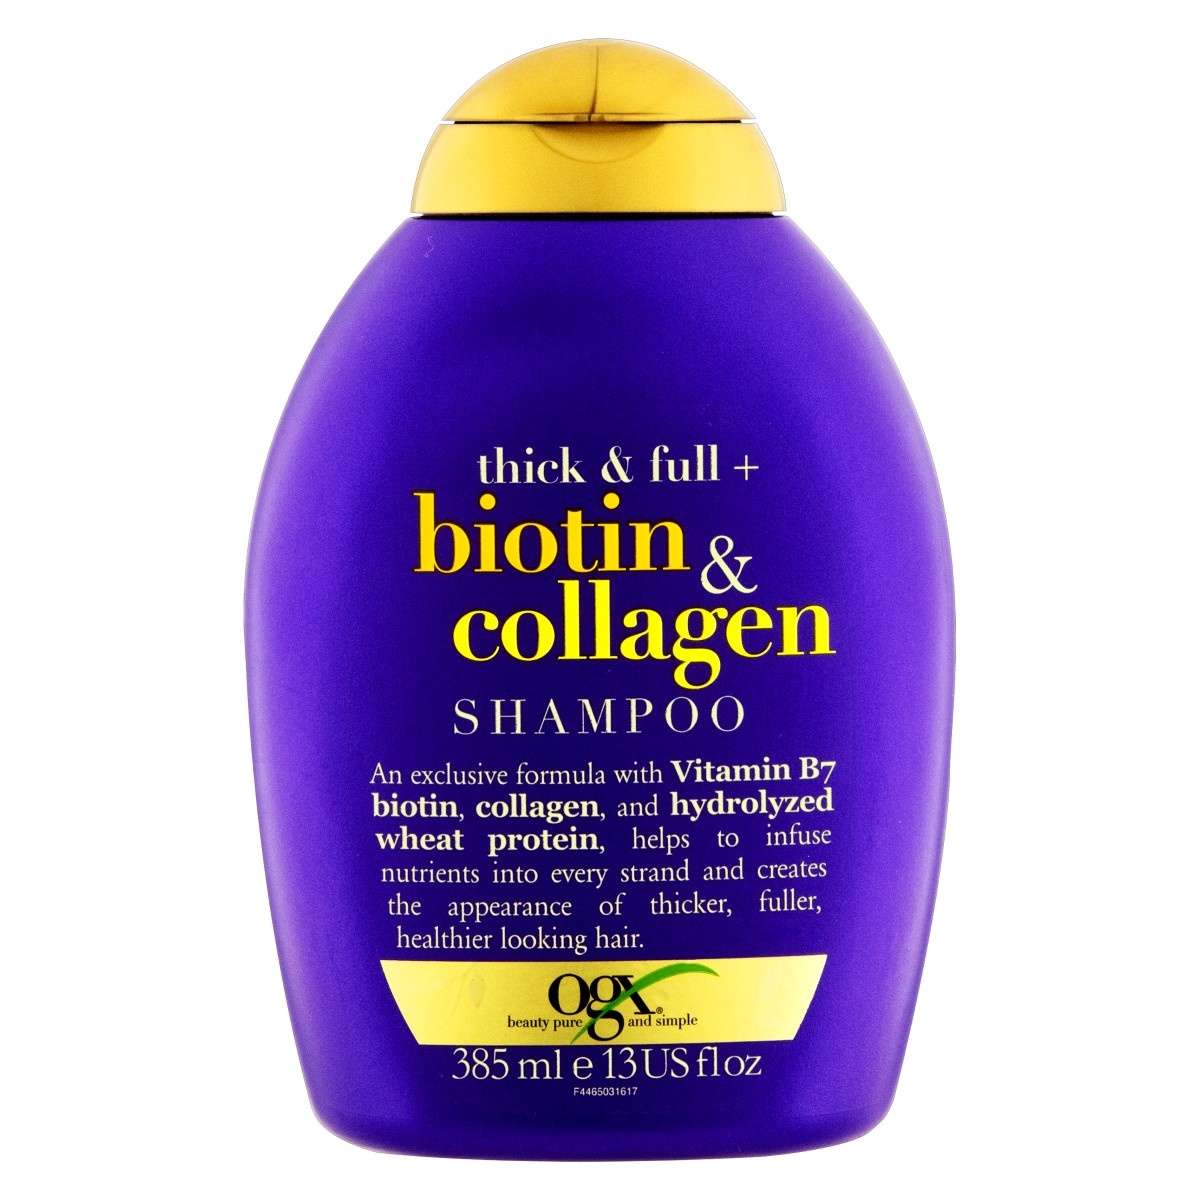 thick & full +
biotin &
collagen
SHAMPOO
An exclusive formula with Vitamin B7
biotin, collagen, and hydrolyzed
wheat protein, helps to infuse
nutrients into every strand and creates
the appearance of thicker, fuller,
healthier looking hair.
ogx®
beauty pure and simple
385 ml e 13 US fl oz
F4465031617